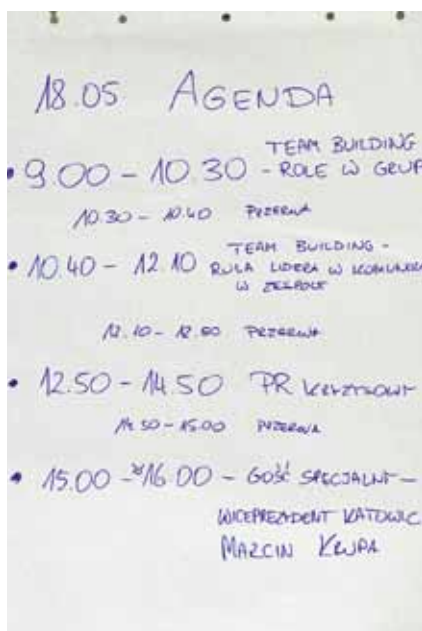 18.05 AGENDA
TEAM BUILDING
• 9.00 – 10.30 – ROLE W GRUP
10.30 – 10.40 PRZERWA
TEAM BUILDING –
• 10.40 – 12.10 ROLA LIDERA W KOMUNIKA
W ZESPOLE
12.10 – 12.50 PRZERWA
• 12.50 – 14.50 PR KRYZYSOWY
14.50 – 15.00 PRZERWA
• 15.00 – 16.00 – GOŚĆ SPECJALNY –
WICEPREZYDENT KATOWIC
MARCIN KRUPA